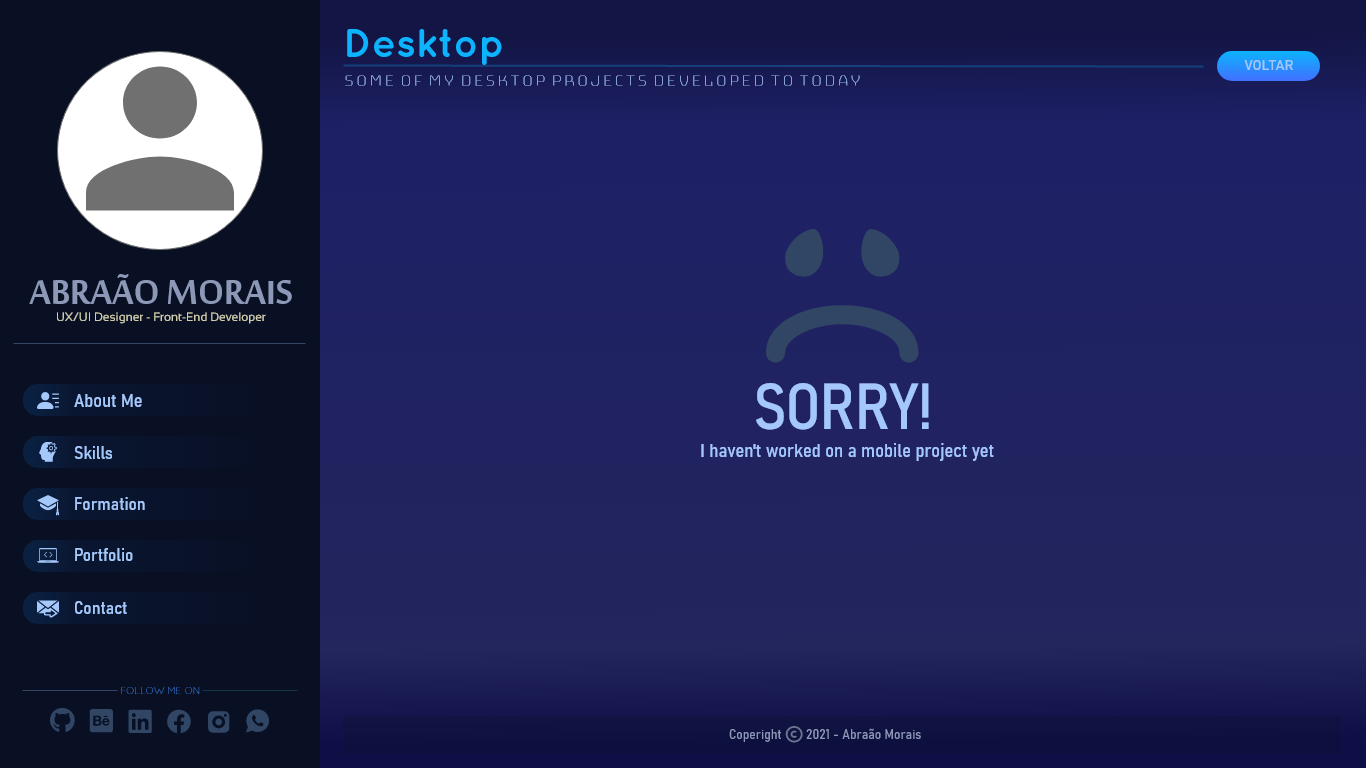 ABRAÃO MORAIS
UX/UI Designer - Front-End Developer
About Me
Skills
Formation
Portfolio
Contact
FOLLOW ME ON
Bē
in
Desktop
SOME OF MY DESKTOP PROJECTS DEVELOPED TO TODAY
VOLTAR
SORRY!
I haven't worked on a mobile project yet
Coperight © 2021 - Abraão Morais